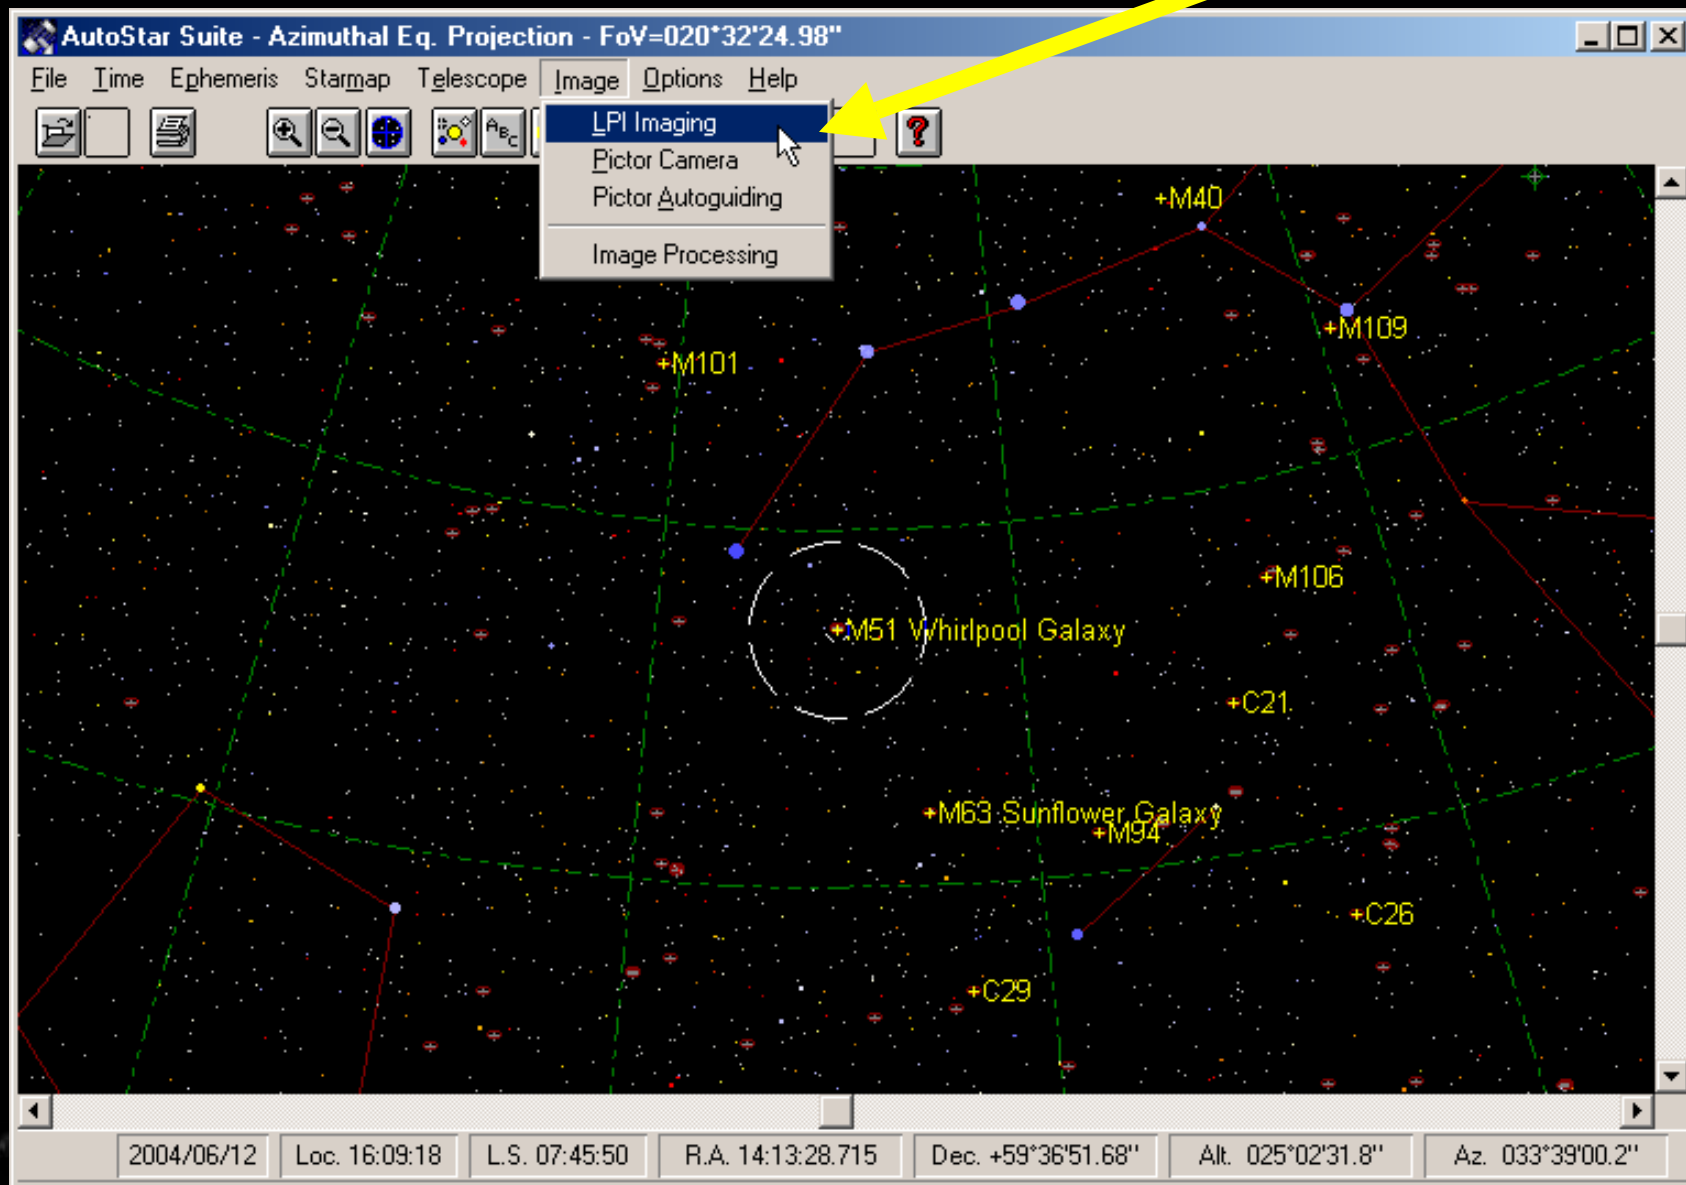 AutoStar Suite - Azimuthal Eq. Projection - FoV=020°32'24.98"
File Time Ephemeris Starmap Telescope Image Options Help
ABC ?
LPI Imaging
Pictor Camera
Pictor Autoguiding
Image Processing
+M40
+M109
+M101
+M106
+M51 Whirlpool Galaxy
+C21
+M63 Sunflower Galaxy
+M94
+C26
+C29
2004/06/12 Loc. 16:09:18 L.S. 07:45:50 R.A. 14:13:28.715 Dec. +59°36'51.68" Alt. 025°02'31.8" Az. 033°39'00.2"